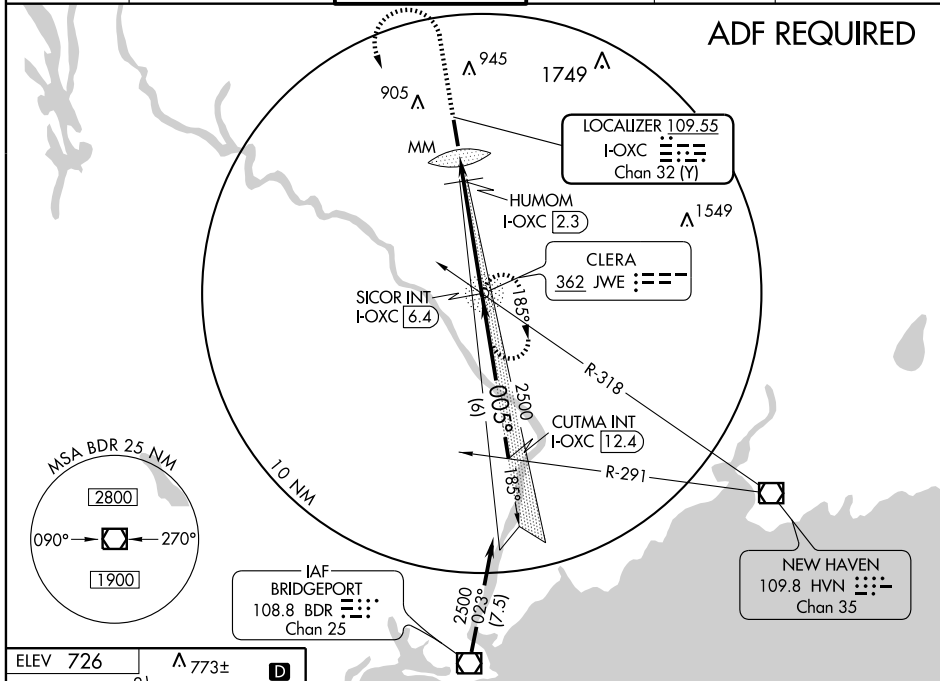 ADF REQUIRED
945
1749
905
LOCALIZER 109.55
I-OXC
Chan 32 (Y)
MM
HUMOM
I-OXC 2.3
1549
CLERA
362 JWE
SICOR INT
I-OXC 6.4
185°
R-318
2500
005°
(6)
CUTMA INT
I-OXC 12.4
R-291
185°
10 NM
MSA BDR 25 NM
2800
090°
270°
1900
IAF
BRIDGEPORT
108.8 BDR
Chan 25
2500
023°
(7.5)
NEW HAVEN
109.8 HVN
Chan 35
ELEV 726
773±
D